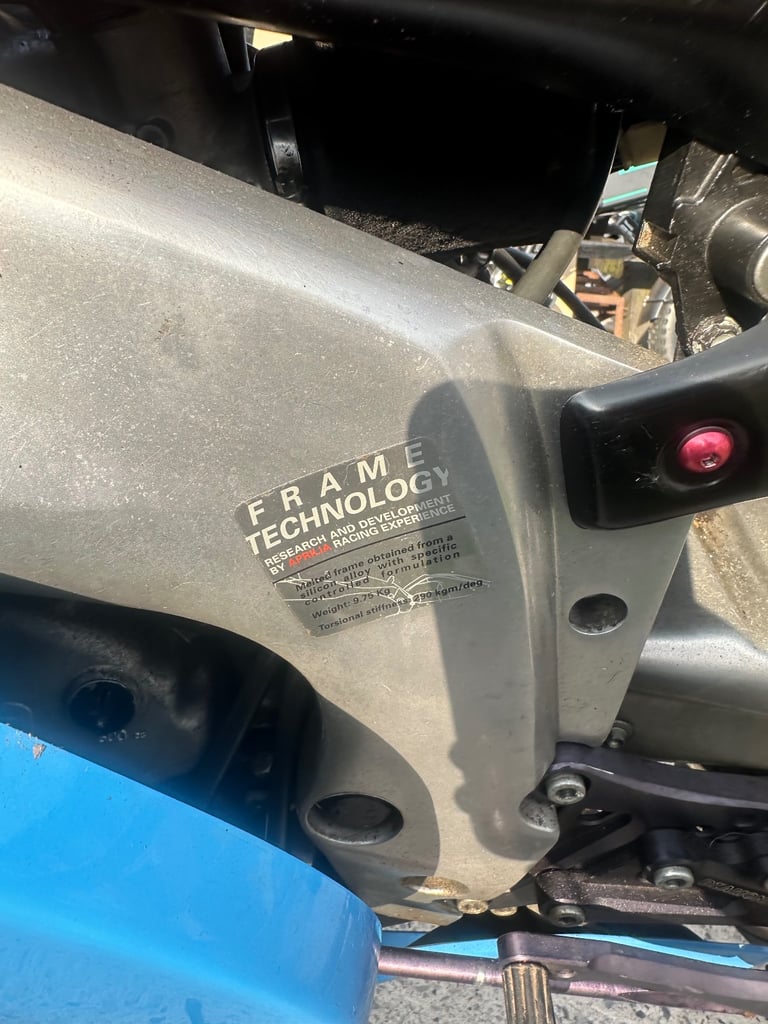 FRAME
TECHNOLOGY
RESEARCH AND DEVELOPMENT
BY APRILIA RACING EXPERIENCE
Melted frame obtained from a
silicon alloy with specific
controlled formulation
Weight: 9.75 Kg
Torsional stiffness: 290 kgm/deg